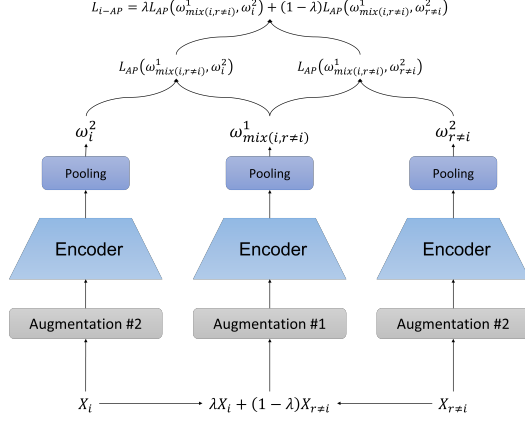 L_{i−AP} = λL_{AP}(ω^1_{mix(i,r≠i)}, ω^2_i) + (1 − λ)L_{AP}(ω^1_{mix(i,r≠i)}, ω^2_{r≠i})
L_{AP}(ω^1_{mix(i,r≠i)}, ω^2_i) L_{AP}(ω^1_{mix(i,r≠i)}, ω^2_{r≠i})
ω^2_i ω^1_{mix(i,r≠i)} ω^2_{r≠i}
Pooling Pooling Pooling
Encoder Encoder Encoder
Augmentation #2 Augmentation #1 Augmentation #2
X_i λX_i + (1 − λ)X_{r≠i} X_{r≠i}